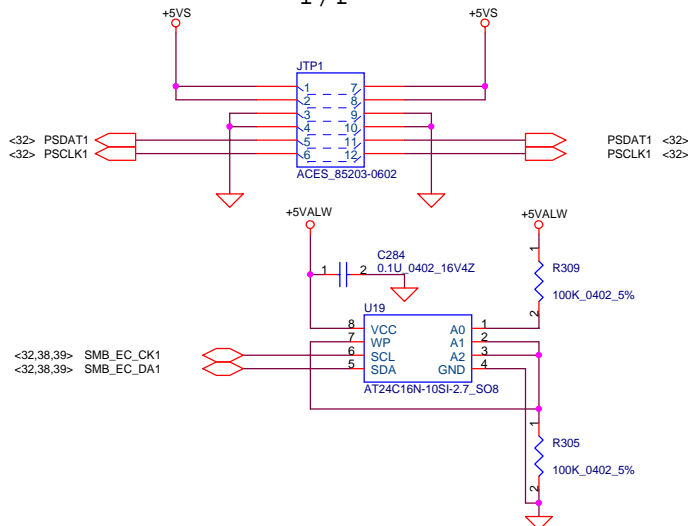 +5VS
+5VS
JTP1
1 7
2 8
3 9
4 10
<32> PSDAT1 5 11 PSDAT1 <32>
<32> PSCLK1 6 12 PSCLK1 <32>
ACES_85203-0602
+5VALW
+5VALW
C284
1 2 0.1U_0402_16V4Z
1
R309
100K_0402_5%
2
U19
8 VCC A0 1
7 WP A1 2
<32,38,39> SMB_EC_CK1 6 SCL A2 3
<32,38,39> SMB_EC_DA1 5 SDA GND 4
AT24C16N-10SI-2.7_SO8
1
R305
100K_0402_5%
2